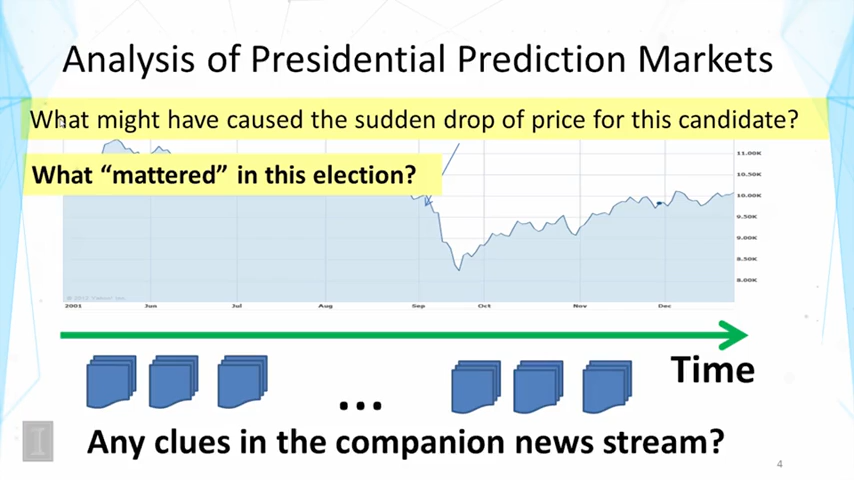 Analysis of Presidential Prediction Markets
What might have caused the sudden drop of price for this candidate?
What “mattered” in this election?
11.00K
10.50K
10.00K
9.50K
9.00K
8.50K
8.00K
2001 Jun Jul Aug Sep Oct Nov Dec
Time
...
Any clues in the companion news stream?
4